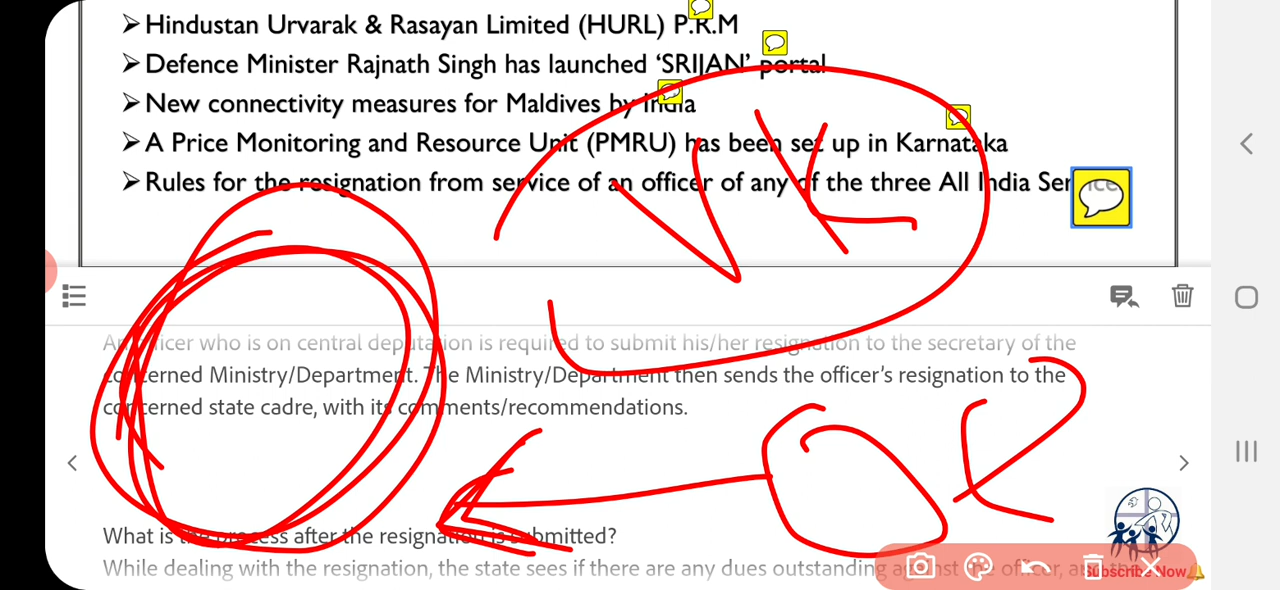 ➤Hindustan Urvarak & Rasayan Limited (HURL) P.R.M
➤Defence Minister Rajnath Singh has launched ‘SRIJAN’ portal
➤New connectivity measures for Maldives by India
➤A Price Monitoring and Resource Unit (PMRU) has been set up in Karnataka
➤Rules for the resignation from service of an officer of any of the three All India Service
VK
An officer who is on central deputation is required to submit his/her resignation to the secretary of the
concerned Ministry/Department. The Ministry/Department then sends the officer’s resignation to the
concerned state cadre, with its comments/recommendations.
What is the process after the resignation is submitted?
While dealing with the resignation, the state sees if there are any dues outstanding against the officer,
Subscribe Now